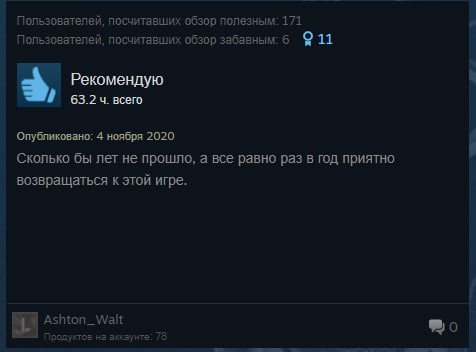 Пользователей, посчитавших обзор полезным: 171
Пользователей, посчитавших обзор забавным: 6 11
Рекомендую
63.2 ч. всего
Опубликовано: 4 ноября 2020
Сколько бы лет не прошло, а все равно раз в год приятно
возвращаться к этой игре.
Ashton_Walt
Продуктов на аккаунте: 78
0